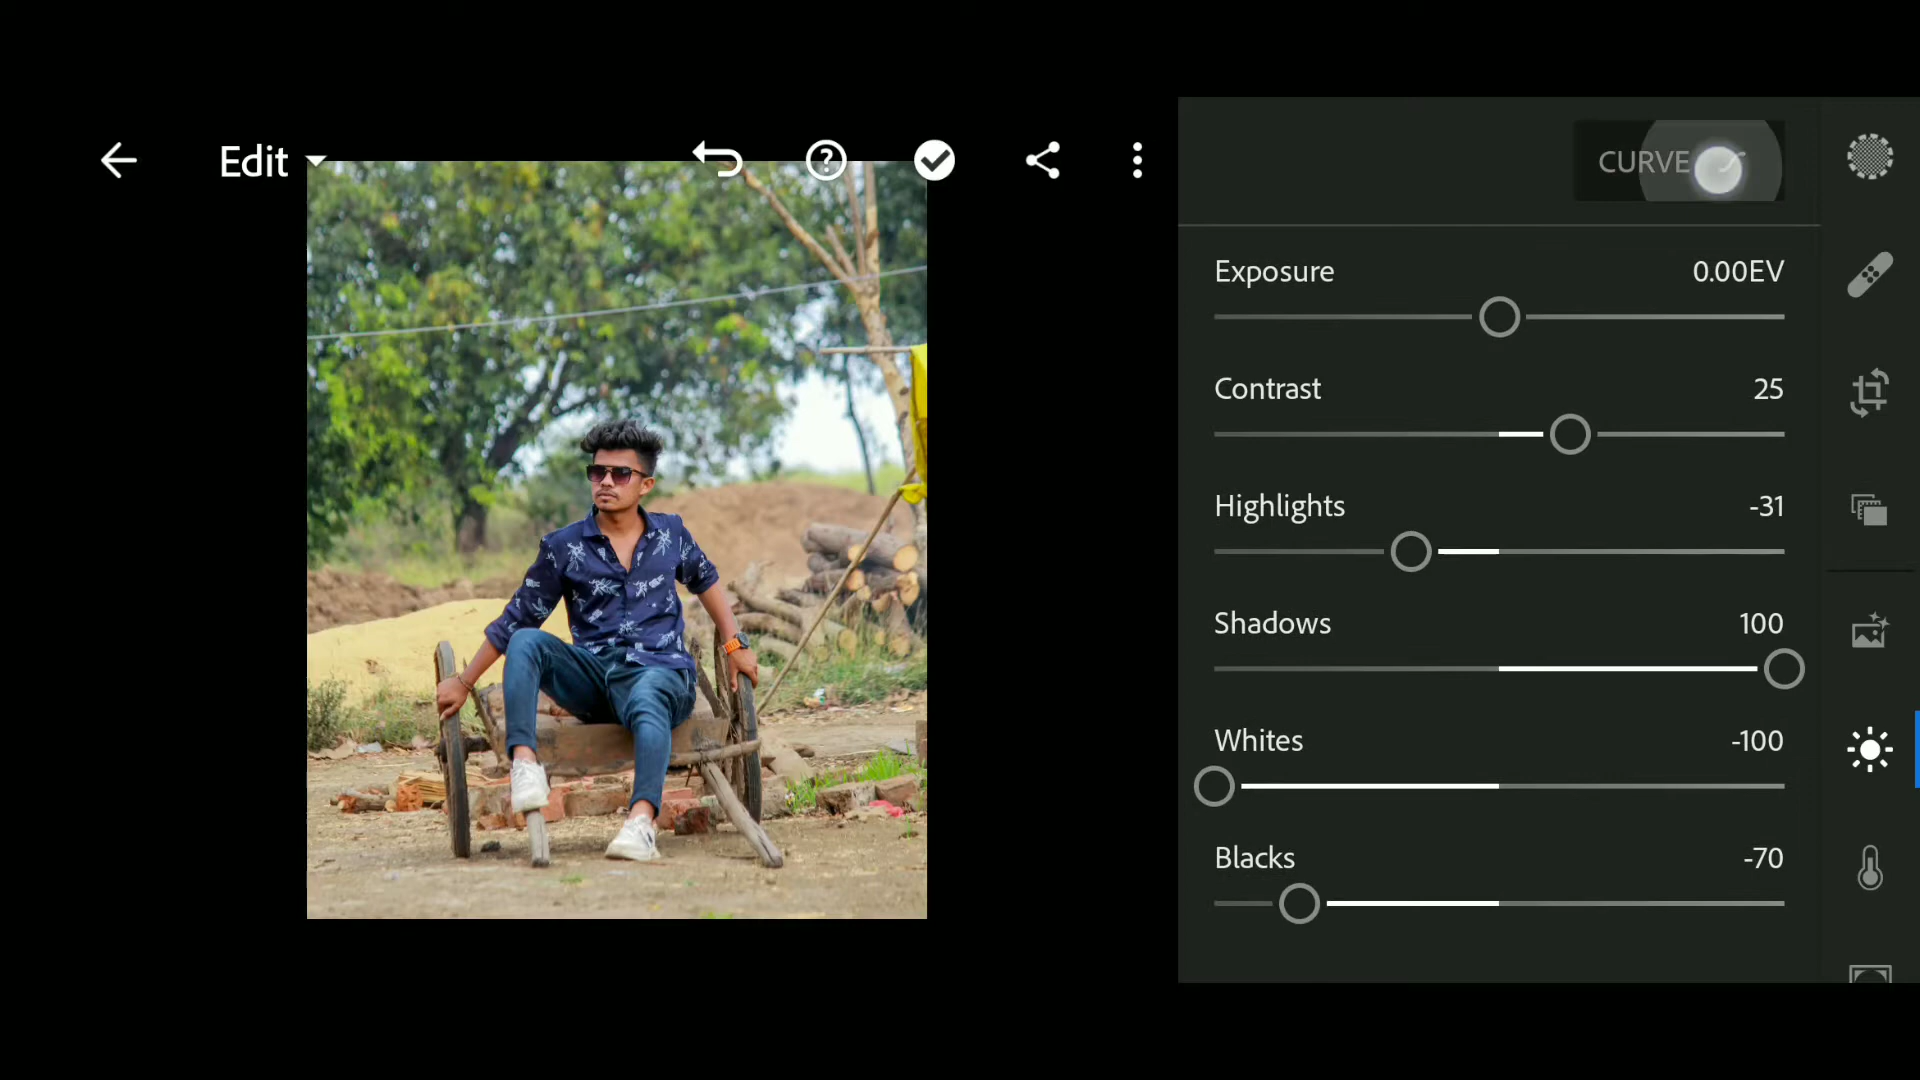 Edit
CURVE
Exposure 0.00EV
Contrast 25
Highlights -31
Shadows 100
Whites -100
Blacks -70